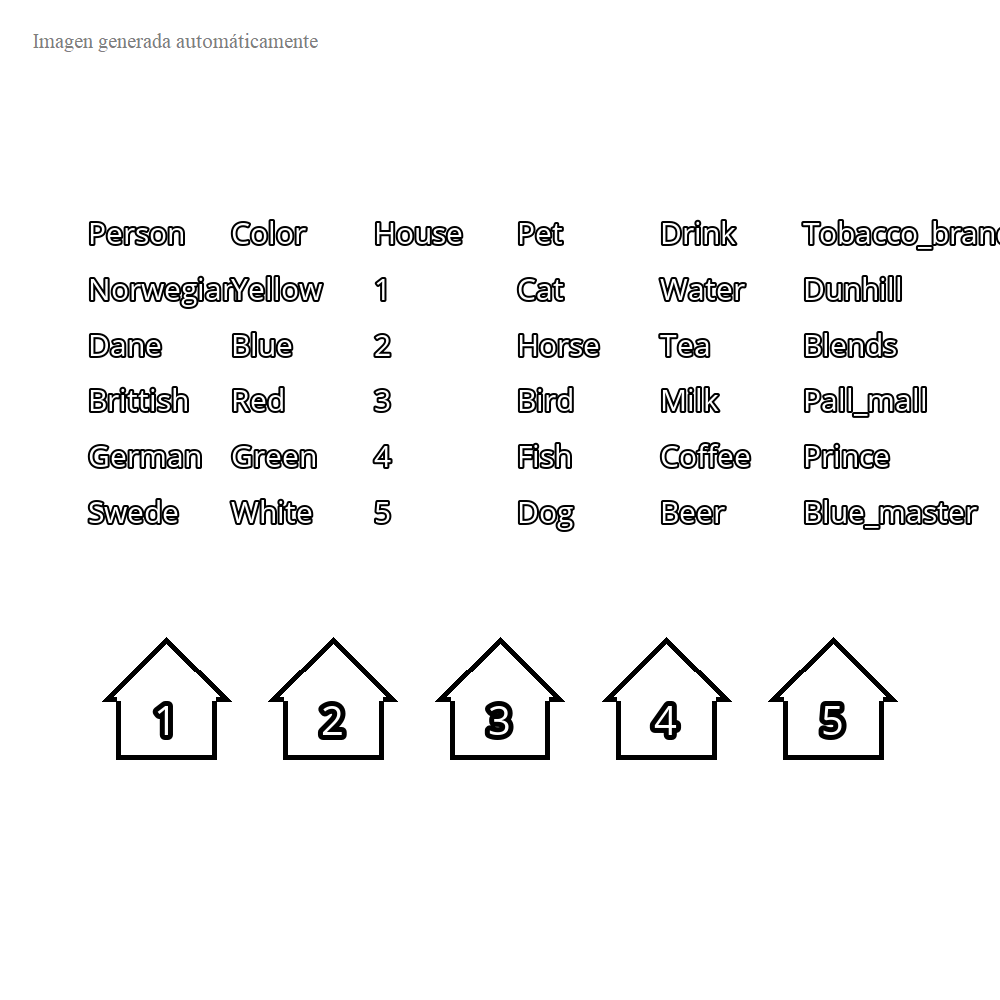 Imagen generada automáticamente
Person Color House Pet Drink Tobacco_brand
Norwegian Yellow 1 Cat Water Dunhill
Dane Blue 2 Horse Tea Blends
Brittish Red 3 Bird Milk Pall_mall
German Green 4 Fish Coffee Prince
Swede White 5 Dog Beer Blue_master
1 2 3 4 5